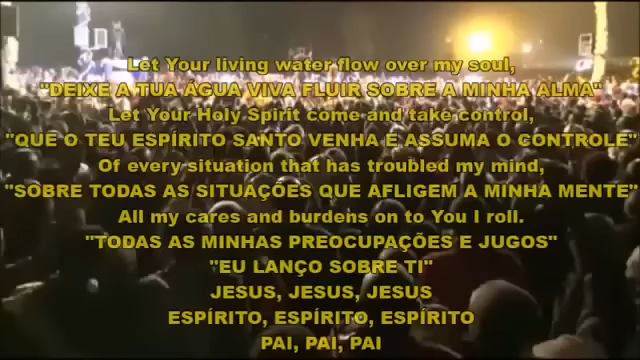 Let Your living water flow over my soul,
"DEIXE A TUA ÁGUA VIVA FLUIR SOBRE A MINHA ALMA"
Let Your Holy Spirit come and take control,
"QUE O TEU ESPÍRITO SANTO VENHA E ASSUMA O CONTROLE"
Of every situation that has troubled my mind,
"SOBRE TODAS AS SITUAÇÕES QUE AFLIGEM A MINHA MENTE"
All my cares and burdens on to You I roll.
"TODAS AS MINHAS PREOCUPAÇÕES E JUGOS"
"EU LANÇO SOBRE TI"
JESUS, JESUS, JESUS
ESPÍRITO, ESPÍRITO, ESPÍRITO
PAI, PAI, PAI